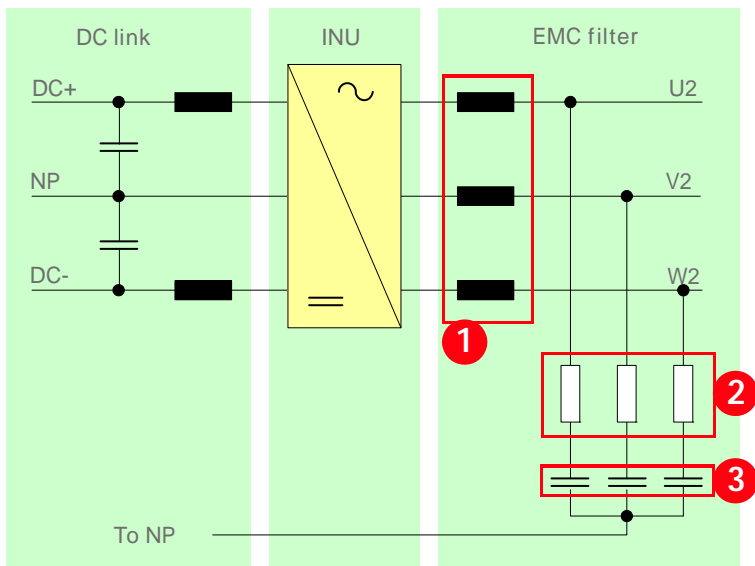 DC link
INU
EMC filter
DC+
U2
NP
V2
DC-
W2
1
2
3
To NP